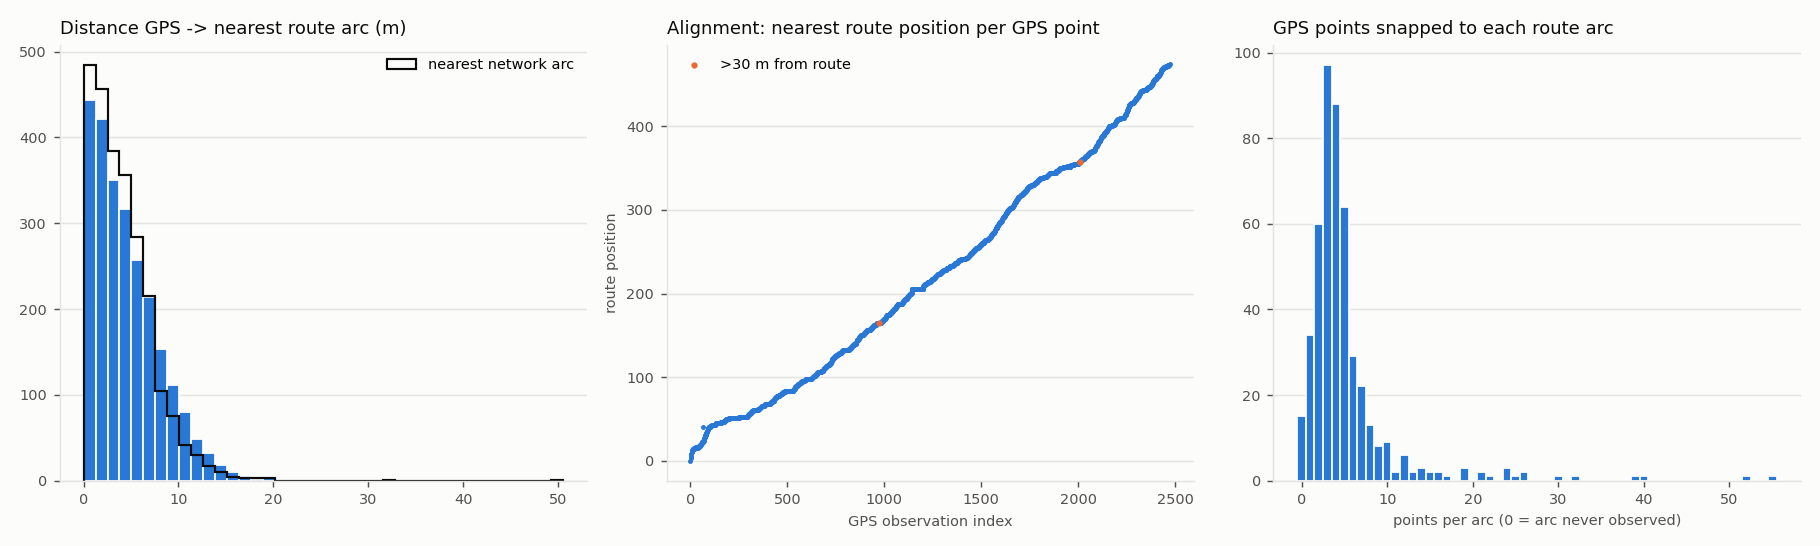 Distance GPS -> nearest route arc (m)
500
400
300
200
100
0
nearest network arc
0 10 20 30 40 50
Alignment: nearest route position per GPS point
>30 m from route
route position
400
300
200
100
0
0 500 1000 1500 2000 2500
GPS observation index
GPS points snapped to each route arc
100
80
60
40
20
0
0 10 20 30 40 50
points per arc (0 = arc never observed)